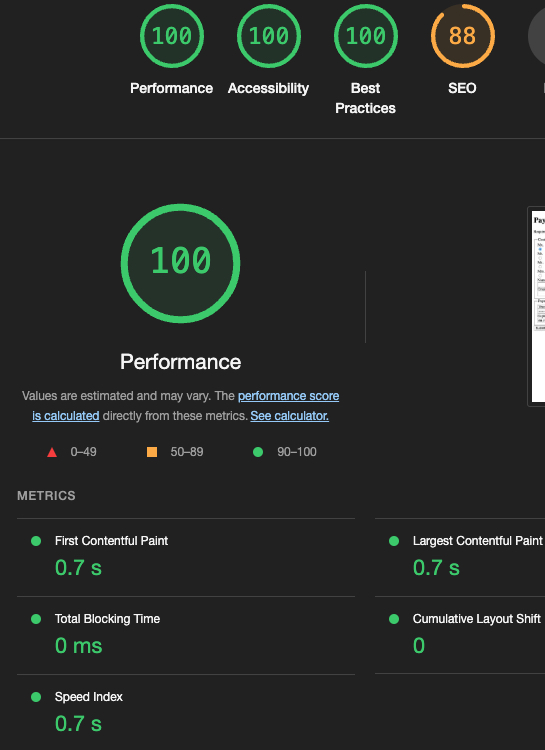 100
100
100
88
Performance
Accessibility
Best
Practices
SEO
100
Performance
Values are estimated and may vary. The performance score
is calculated directly from these metrics. See calculator.
0–49
50–89
90–100
METRICS
First Contentful Paint
0.7 s
Largest Contentful Paint
0.7 s
Total Blocking Time
0 ms
Cumulative Layout Shift
0
Speed Index
0.7 s